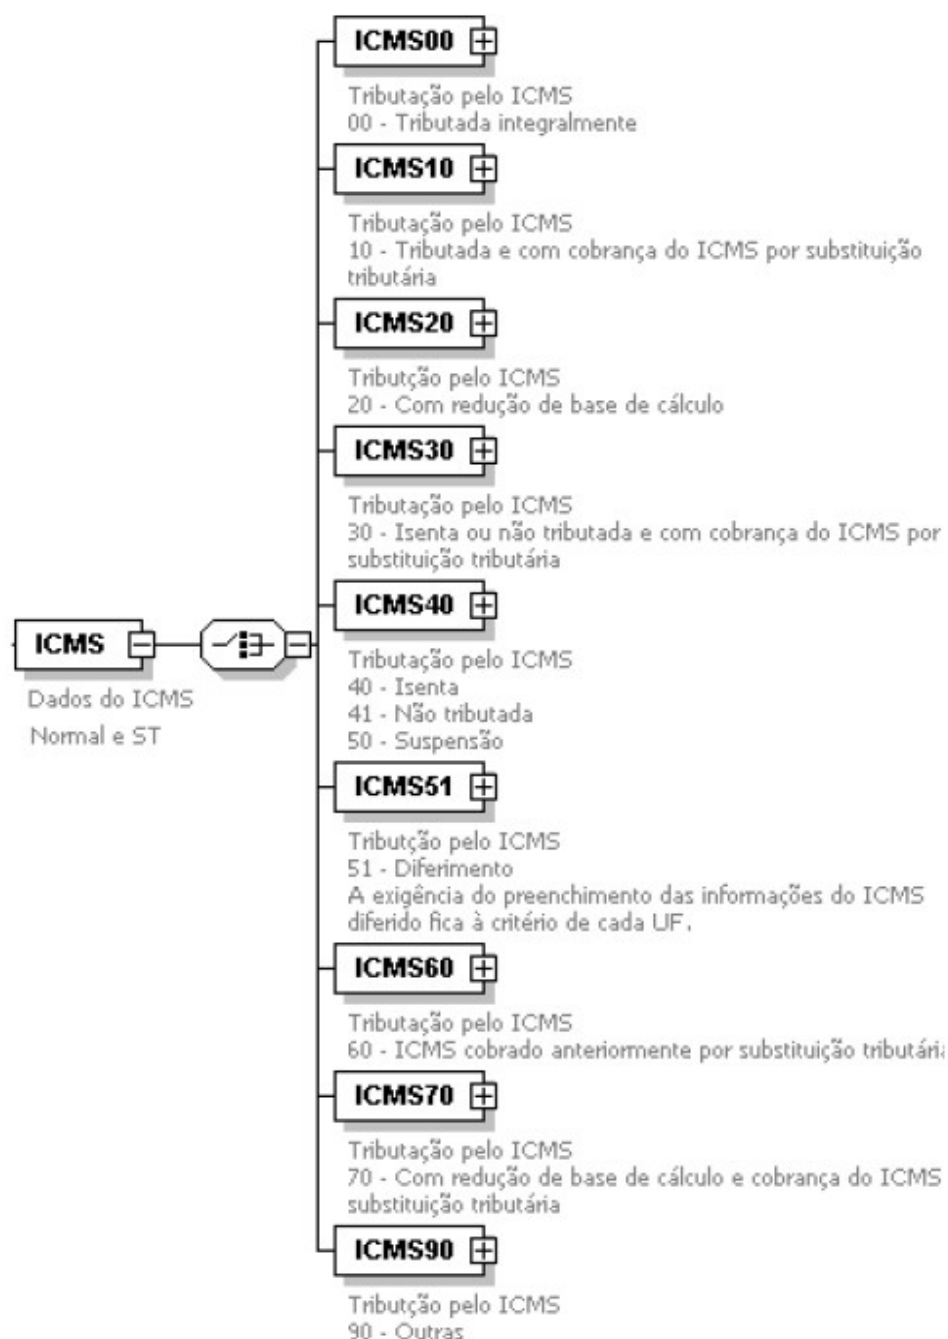 ICMS00
Tributação pelo ICMS
00 - Tributada integralmente
ICMS10
Tributação pelo ICMS
10 - Tributada e com cobrança do ICMS por substituição
tributária
ICMS20
Tributção pelo ICMS
20 - Com redução de base de cálculo
ICMS30
Tributação pelo ICMS
30 - Isenta ou não tributada e com cobrança do ICMS por
substituição tributária
ICMS
Dados do ICMS
Normal e ST
ICMS40
Tributação pelo ICMS
40 - Isenta
41 - Não tributada
50 - Suspensão
ICMS51
Tributção pelo ICMS
51 - Diferimento
A exigência do preenchimento das informações do ICMS
diferido fica à critério de cada UF.
ICMS60
Tributação pelo ICMS
60 - ICMS cobrado anteriormente por substituição
ICMS70
Tributação pelo ICMS
70 - Com redução de base de cálculo e cobrança do ICMS
substituição tributária
ICMS90
Tributção pelo ICMS
90 - Outras